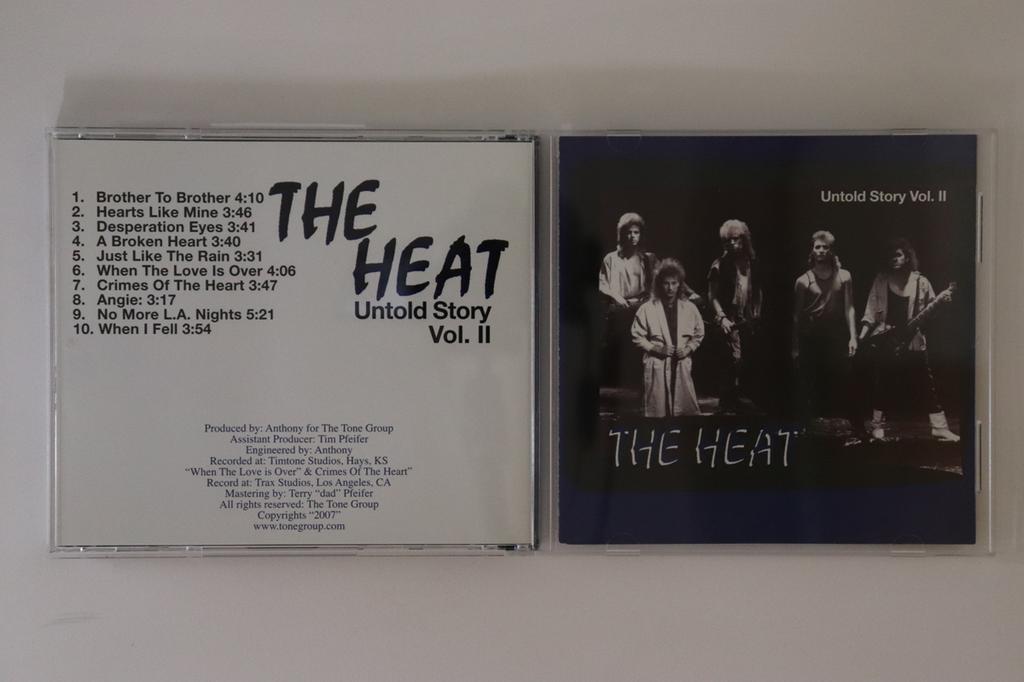 1. Brother To Brother 4:10
2. Hearts Like Mine 3:46
3. Desperation Eyes 3:41
4. A Broken Heart 3:40
5. Just Like The Rain 3:31
6. When The Love Is Over 4:06
7. Crimes Of The Heart 3:47
8. Angie: 3:17
9. No More L.A. Nights 5:21
10. When I Fell 3:54
THE
HEAT
Untold Story
Vol. II
Produced by: Anthony for The Tone Group
Assistant Producer: Tim Pfeifer
Engineered by: Anthony
Recorded at: Timtone Studios, Hays, KS
“When The Love is Over” & Crimes Of The Heart”
Record at: Trax Studios, Los Angeles, CA
Mastering by: Terry “dad” Pfeifer
All rights reserved: The Tone Group
Copyrights “2007”
www.tonegroup.com
Untold Story Vol. II
THE HEAT